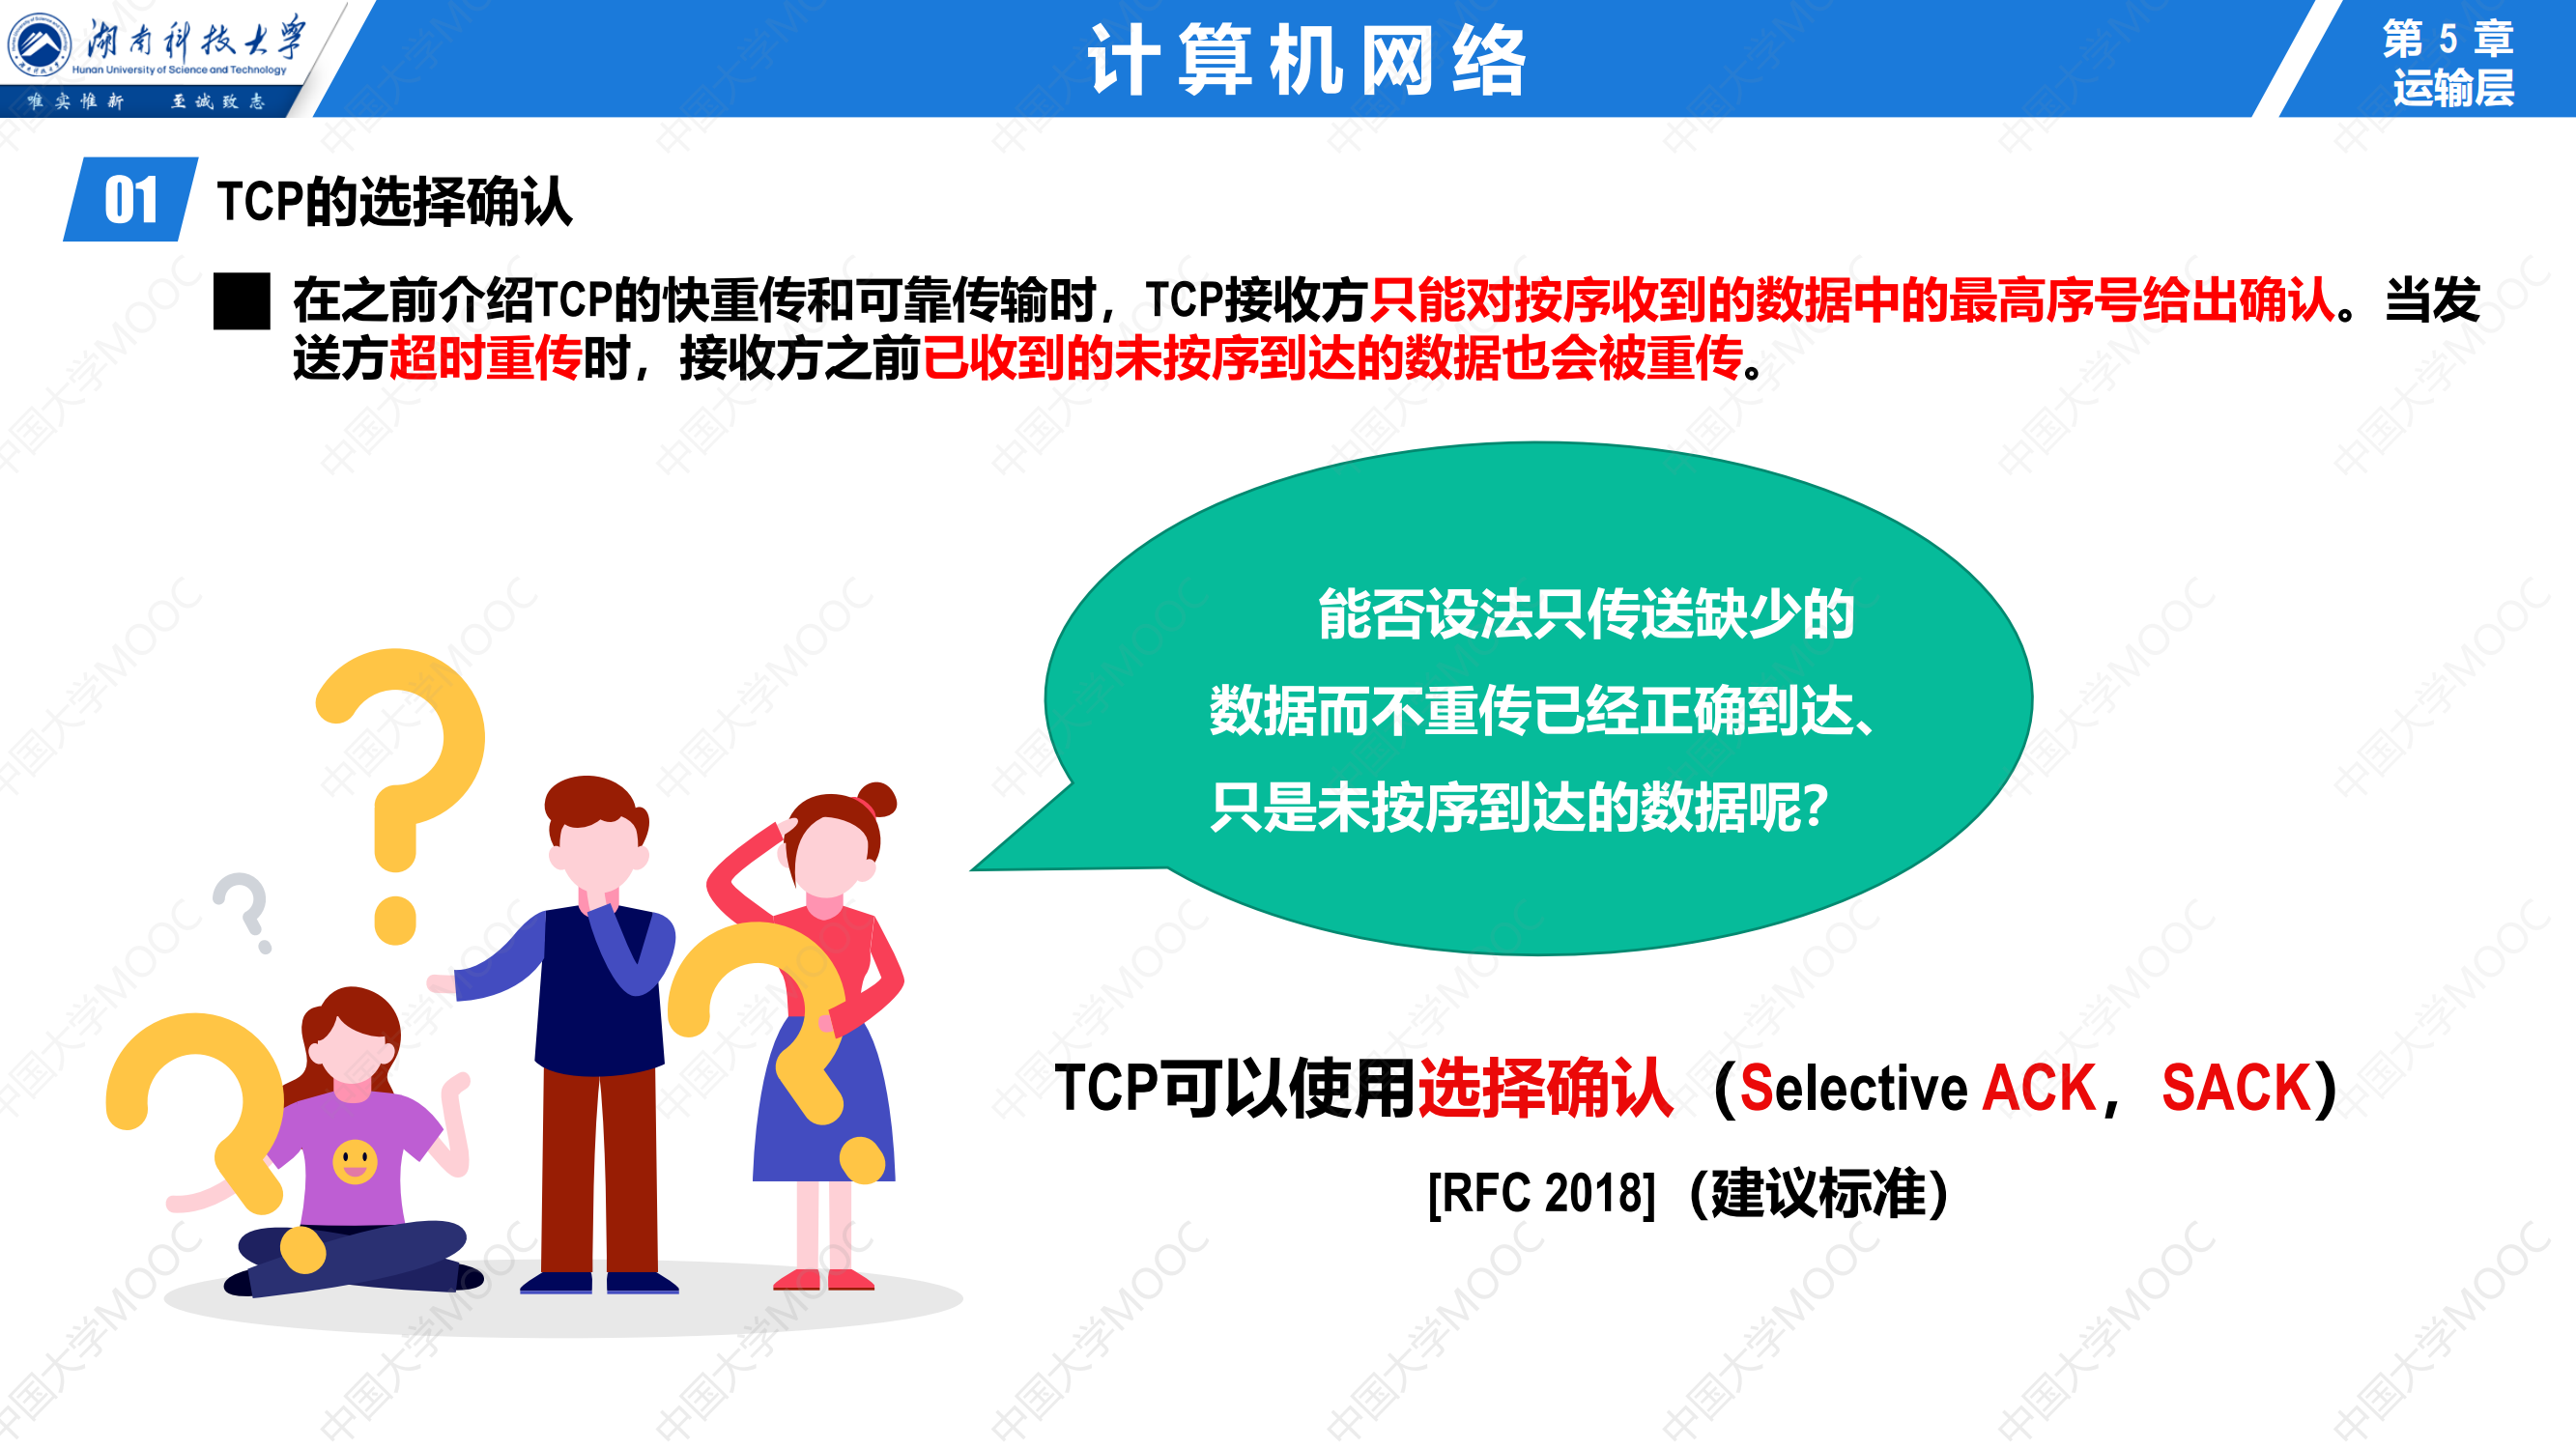 湖南科技大学
Hunan University of Science and Technology
唯实惟新 至诚致志
计算机网络
第 5 章
运输层
01 TCP的选择确认
在之前介绍TCP的快重传和可靠传输时，TCP接收方只能对按序收到的数据中的最高序号给出确认。当发
送方超时重传时，接收方之前已收到的未按序到达的数据也会被重传。
能否设法只传送缺少的
数据而不重传已经正确到达、
只是未按序到达的数据呢？
TCP可以使用选择确认（Selective ACK，SACK）
[RFC 2018]（建议标准）
中国大学MOOC